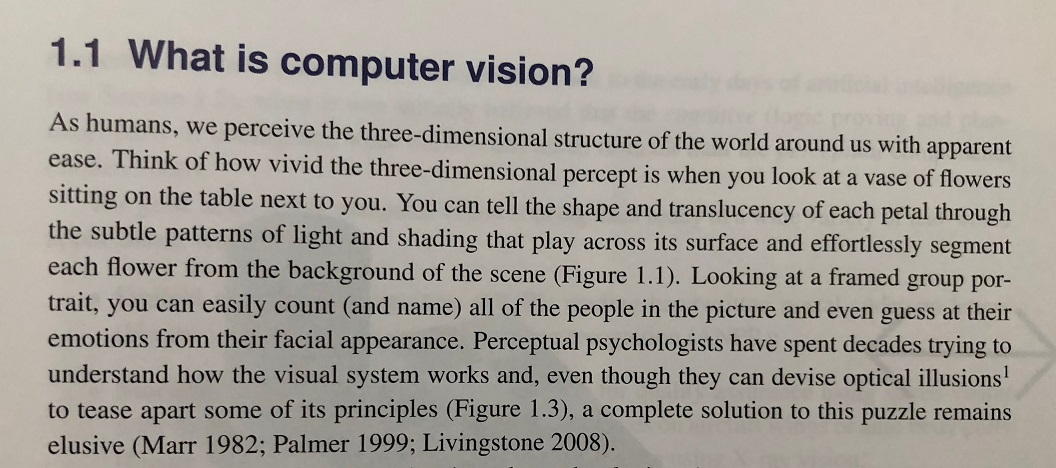 1.1 What is computer vision?
As humans, we perceive the three-dimensional structure of the world around us with apparent
ease. Think of how vivid the three-dimensional percept is when you look at a vase of flowers
sitting on the table next to you. You can tell the shape and translucency of each petal through
the subtle patterns of light and shading that play across its surface and effortlessly segment
each flower from the background of the scene (Figure 1.1). Looking at a framed group por-
trait, you can easily count (and name) all of the people in the picture and even guess at their
emotions from their facial appearance. Perceptual psychologists have spent decades trying to
understand how the visual system works and, even though they can devise optical illusions¹
to tease apart some of its principles (Figure 1.3), a complete solution to this puzzle remains
elusive (Marr 1982; Palmer 1999; Livingstone 2008).